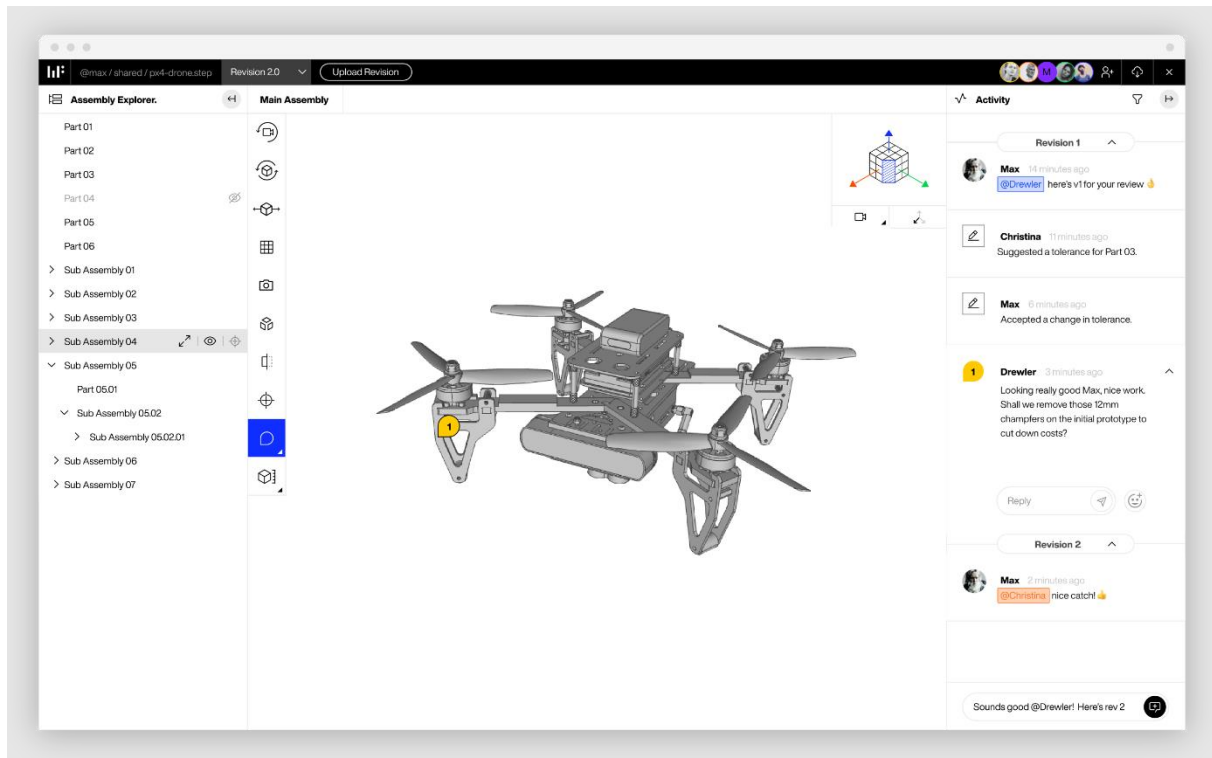 @max / shared / px4-drone.step
Revision 2.0
Upload Revision
M
Assembly Explorer.
Main Assembly
Activity
Part 01
Part 02
Part 03
Part 04
Part 05
Part 06
Sub Assembly 01
Sub Assembly 02
Sub Assembly 03
Sub Assembly 04
Sub Assembly 05
Part 05.01
Sub Assembly 05.02
Sub Assembly 05.02.01
Sub Assembly 06
Sub Assembly 07
1
Revision 1
Max 14 minutes ago
@Drewler here's v1 for your review 👌
Christina 11 minutes ago
Suggested a tolerance for Part 03.
Max 6 minutes ago
Accepted a change in tolerance.
1 Drewler 3 minutes ago
Looking really good Max, nice work.
Shall we remove those 12mm
champfers on the initial prototype to
cut down costs?
Reply
Revision 2
Max 2 minutes ago
@Christina nice catch! 👍
Sounds good @Drewler! Here's rev 2